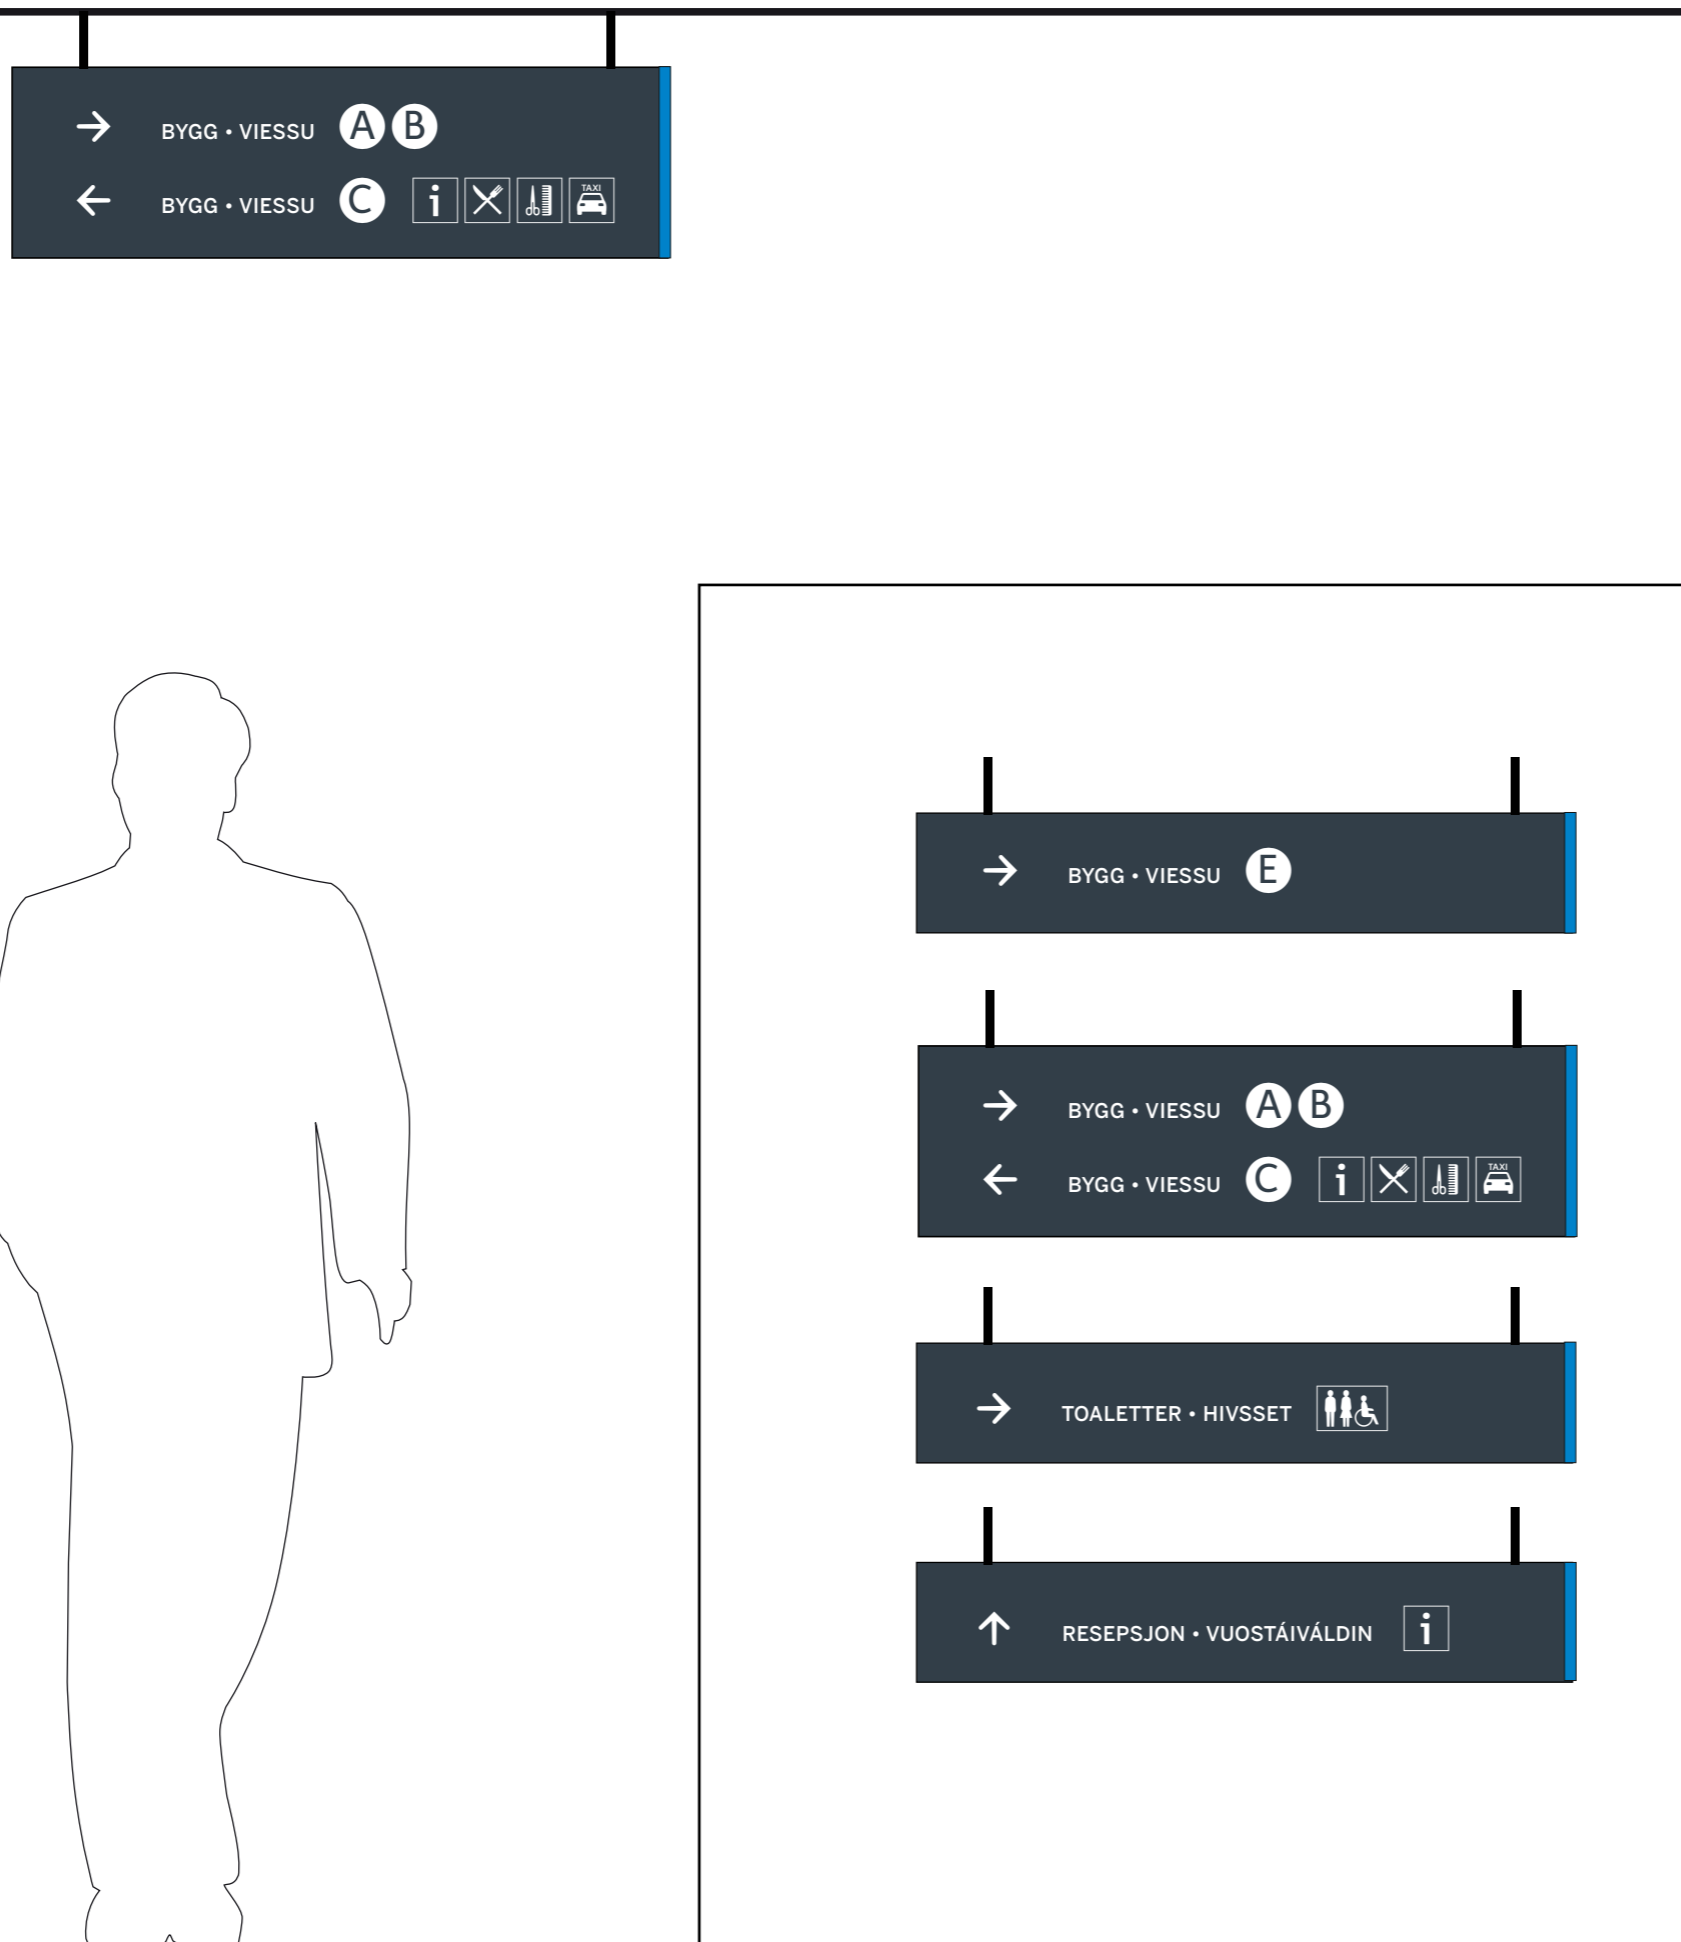 → BYGG • VIESSU A B
← BYGG • VIESSU C i TAXI
→ BYGG • VIESSU E
→ BYGG • VIESSU A B
← BYGG • VIESSU C i TAXI
→ TOALETTER • HIVSSET
↑ RESEPSJON • VUOSTÁIVÁLDIN i